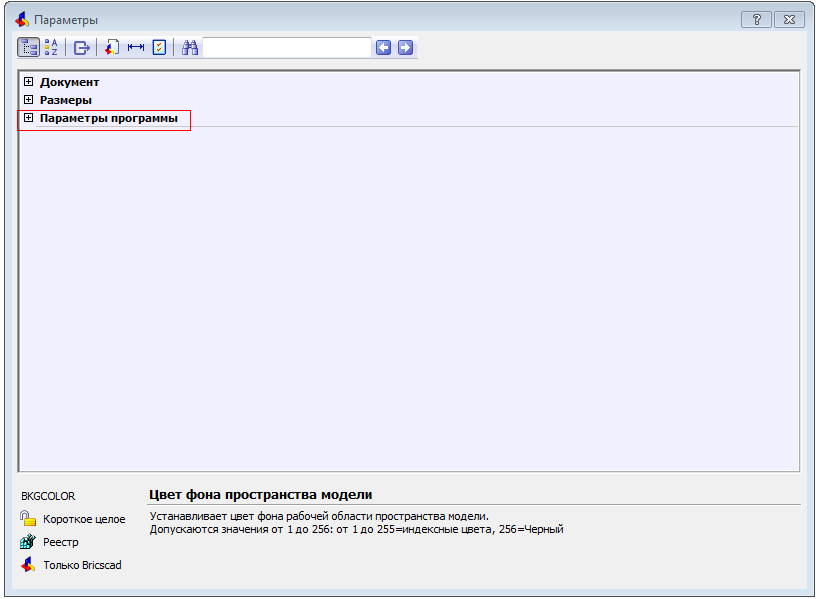 Параметры
Документ
Размеры
Параметры программы
BKGCOLOR
Цвет фона пространства модели
Короткое целое
Устанавливает цвет фона рабочей области пространства модели.
Допускаются значения от 1 до 256: от 1 до 255=индексные цвета, 256=Черный
Реестр
Только Bricscad